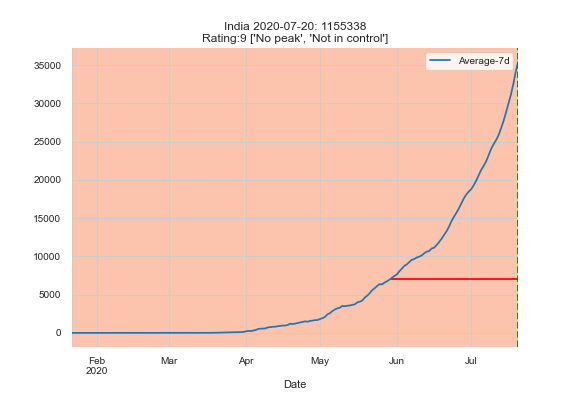 India 2020-07-20: 1155338
Rating:9 ['No peak', 'Not in control']
Average-7d
35000
30000
25000
20000
15000
10000
5000
0
Feb
2020
Mar
Apr
May
Jun
Jul
Date